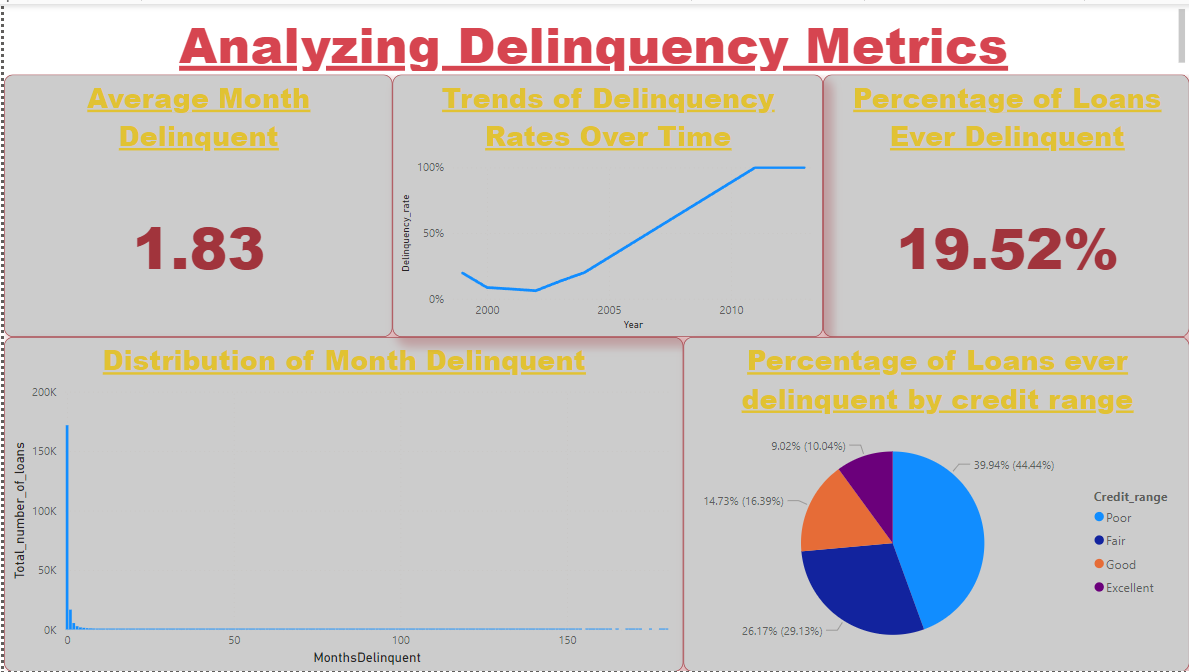 Analyzing Delinquency Metrics
Average Month
Delinquent
1.83
Trends of Delinquency
Rates Over Time
100%
50%
0%
Delinquency_rate
2000
2005
2010
Year
Percentage of Loans
Ever Delinquent
19.52%
Distribution of Month Delinquent
200K
150K
100K
50K
0K
Total_number_of_loans
0
50
100
150
MonthsDelinquent
Percentage of Loans ever
delinquent by credit range
9.02% (10.04%)
39.94% (44.44%)
14.73% (16.39%)
26.17% (29.13%)
Credit_range
Poor
Fair
Good
Excellent